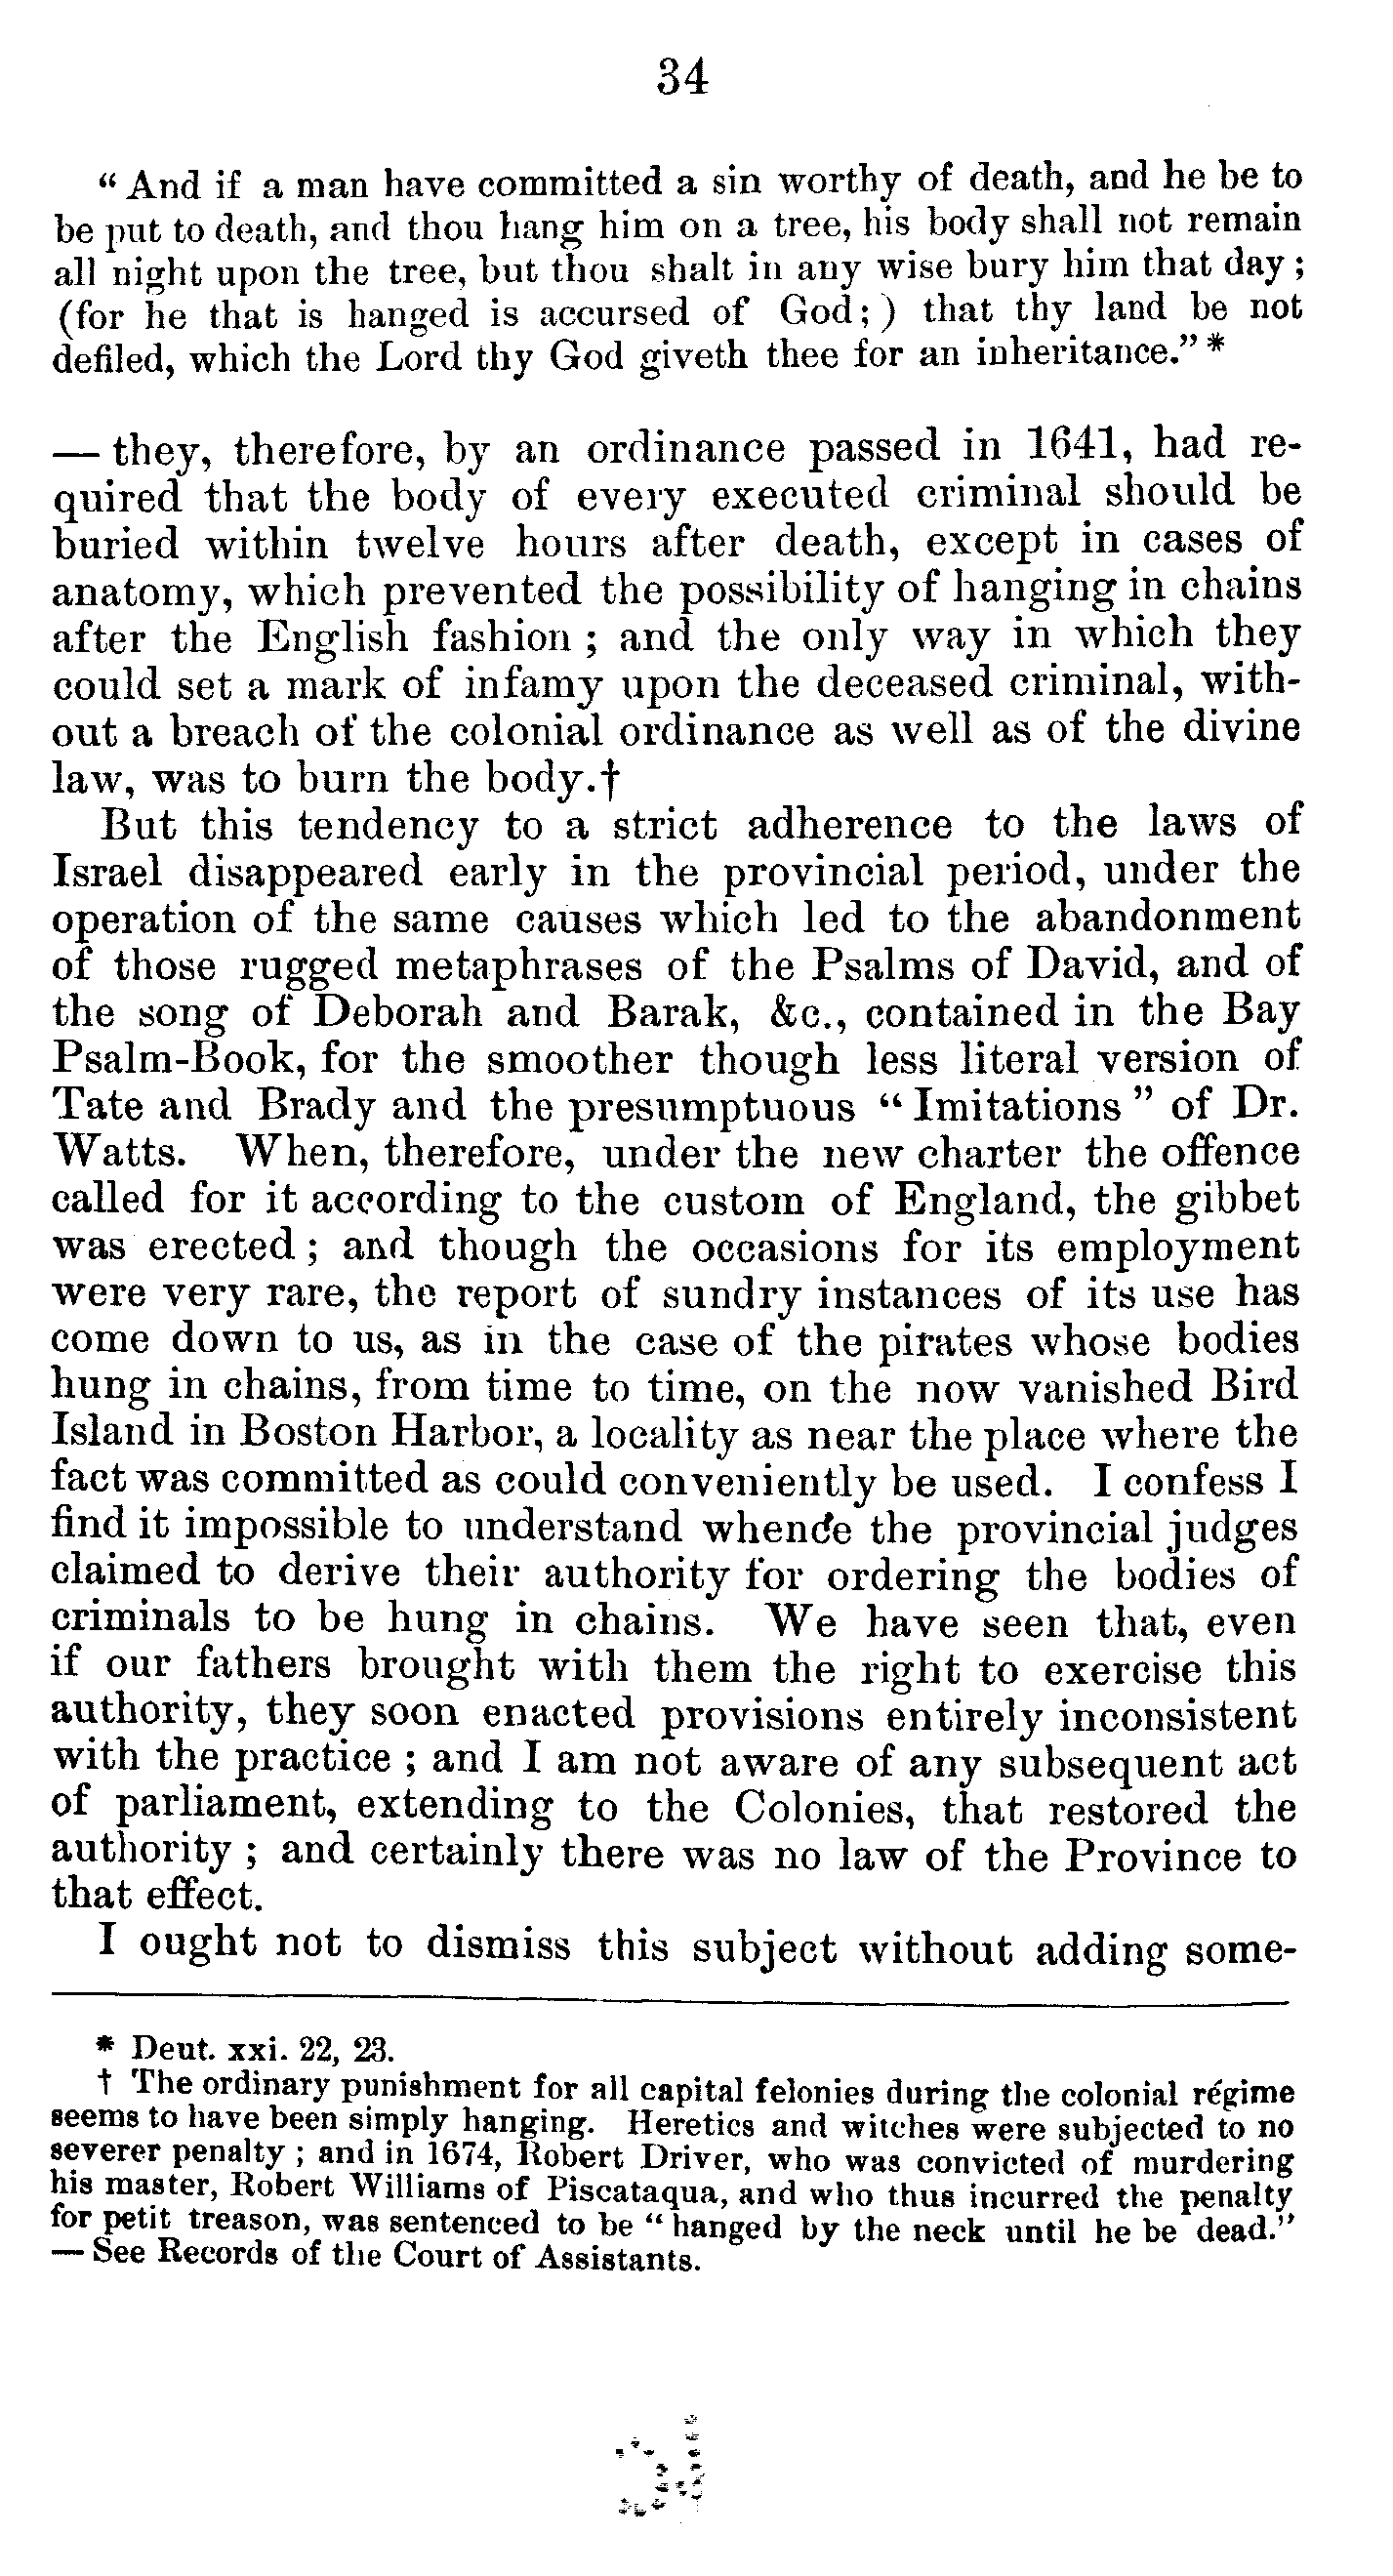 34
“And if a man have committed a sin worthy of death, and he be to
be put to death, and thou hang him on a tree, his body shall not remain
all night upon the tree, but thou shalt in any wise bury him that day;
(for he that is hanged is accursed of God;) that thy land be not
defiled, which the Lord thy God giveth thee for an inheritance.”*
— they, therefore, by an ordinance passed in 1641, had re-
quired that the body of every executed criminal should be
buried within twelve hours after death, except in cases of
anatomy, which prevented the possibility of hanging in chains
after the English fashion; and the only way in which they
could set a mark of infamy upon the deceased criminal, with-
out a breach of the colonial ordinance as well as of the divine
law, was to burn the body.†
But this tendency to a strict adherence to the laws of
Israel disappeared early in the provincial period, under the
operation of the same causes which led to the abandonment
of those rugged metaphrases of the Psalms of David, and of
the song of Deborah and Barak, &c., contained in the Bay
Psalm-Book, for the smoother though less literal version of
Tate and Brady and the presumptuous “Imitations” of Dr.
Watts. When, therefore, under the new charter the offence
called for it according to the custom of England, the gibbet
was erected; and though the occasions for its employment
were very rare, the report of sundry instances of its use has
come down to us, as in the case of the pirates whose bodies
hung in chains, from time to time, on the now vanished Bird
Island in Boston Harbor, a locality as near the place where the
fact was committed as could conveniently be used. I confess I
find it impossible to understand whence the provincial judges
claimed to derive their authority for ordering the bodies of
criminals to be hung in chains. We have seen that, even
if our fathers brought with them the right to exercise this
authority, they soon enacted provisions entirely inconsistent
with the practice; and I am not aware of any subsequent act
of parliament, extending to the Colonies, that restored the
authority; and certainly there was no law of the Province to
that effect.
I ought not to dismiss this subject without adding some-
* Deut. xxi. 22, 23.
† The ordinary punishment for all capital felonies during the colonial régime
seems to have been simply hanging. Heretics and witches were subjected to no
severer penalty; and in 1674, Robert Driver, who was convicted of murdering
his master, Robert Williams of Piscataqua, and who thus incurred the penalty
for petit treason, was sentenced to be “hanged by the neck until he be dead.”
— See Records of the Court of Assistants.